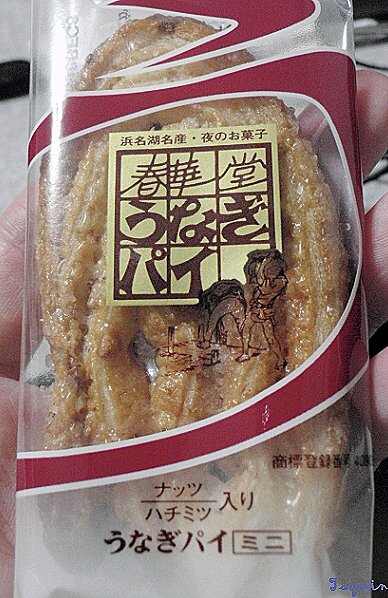 浜名湖名産・夜のお菓子
春華堂
うなぎ
パイ
商標登録番号
ナッツ
ハチミツ 入り
うなぎパイ ミニ